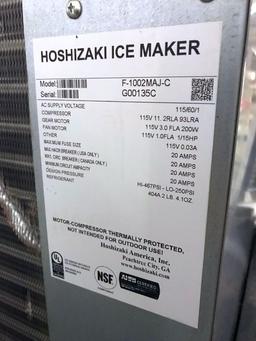 HOSHIZAKI ICE MAKER
Model: F-1002MAJ-C
Serial: G00135C
AC SUPPLY VOLTAGE 115/60/1
COMPRESSOR 115V 11.2RLA 93LRA
GEAR MOTOR 115V 3.0 FLA 200W
FAN MOTOR 115V 1.0FLA 1/15HP
OTHER 115V 0.03A
MAXIMUM FUSE SIZE 20 AMPS
MAX. HACR BREAKER (USA ONLY) 20 AMPS
MAX. CIRC. BREAKER (CANADA ONLY) 20 AMPS
MINIMUM CIRCUIT AMPACITY 20 AMPS
DESIGN PRESSURE HI-467PSI - LO-250PSI
REFRIGERANT 404A 2 LB. 4.1OZ.
MOTOR-COMPRESSOR THERMALLY PROTECTED.
NOT INTENDED FOR OUTDOOR USE!
Hoshizaki America, Inc.
Peachtree City, GA
www.hoshizaki.com
UL
NSF
CERTIFIED